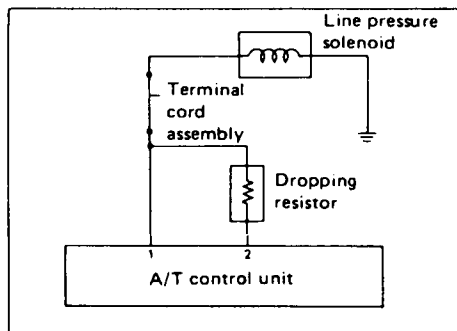 Line pressure
solenoid
Terminal
cord
assembly
Dropping
resistor
1 2
A/T control unit